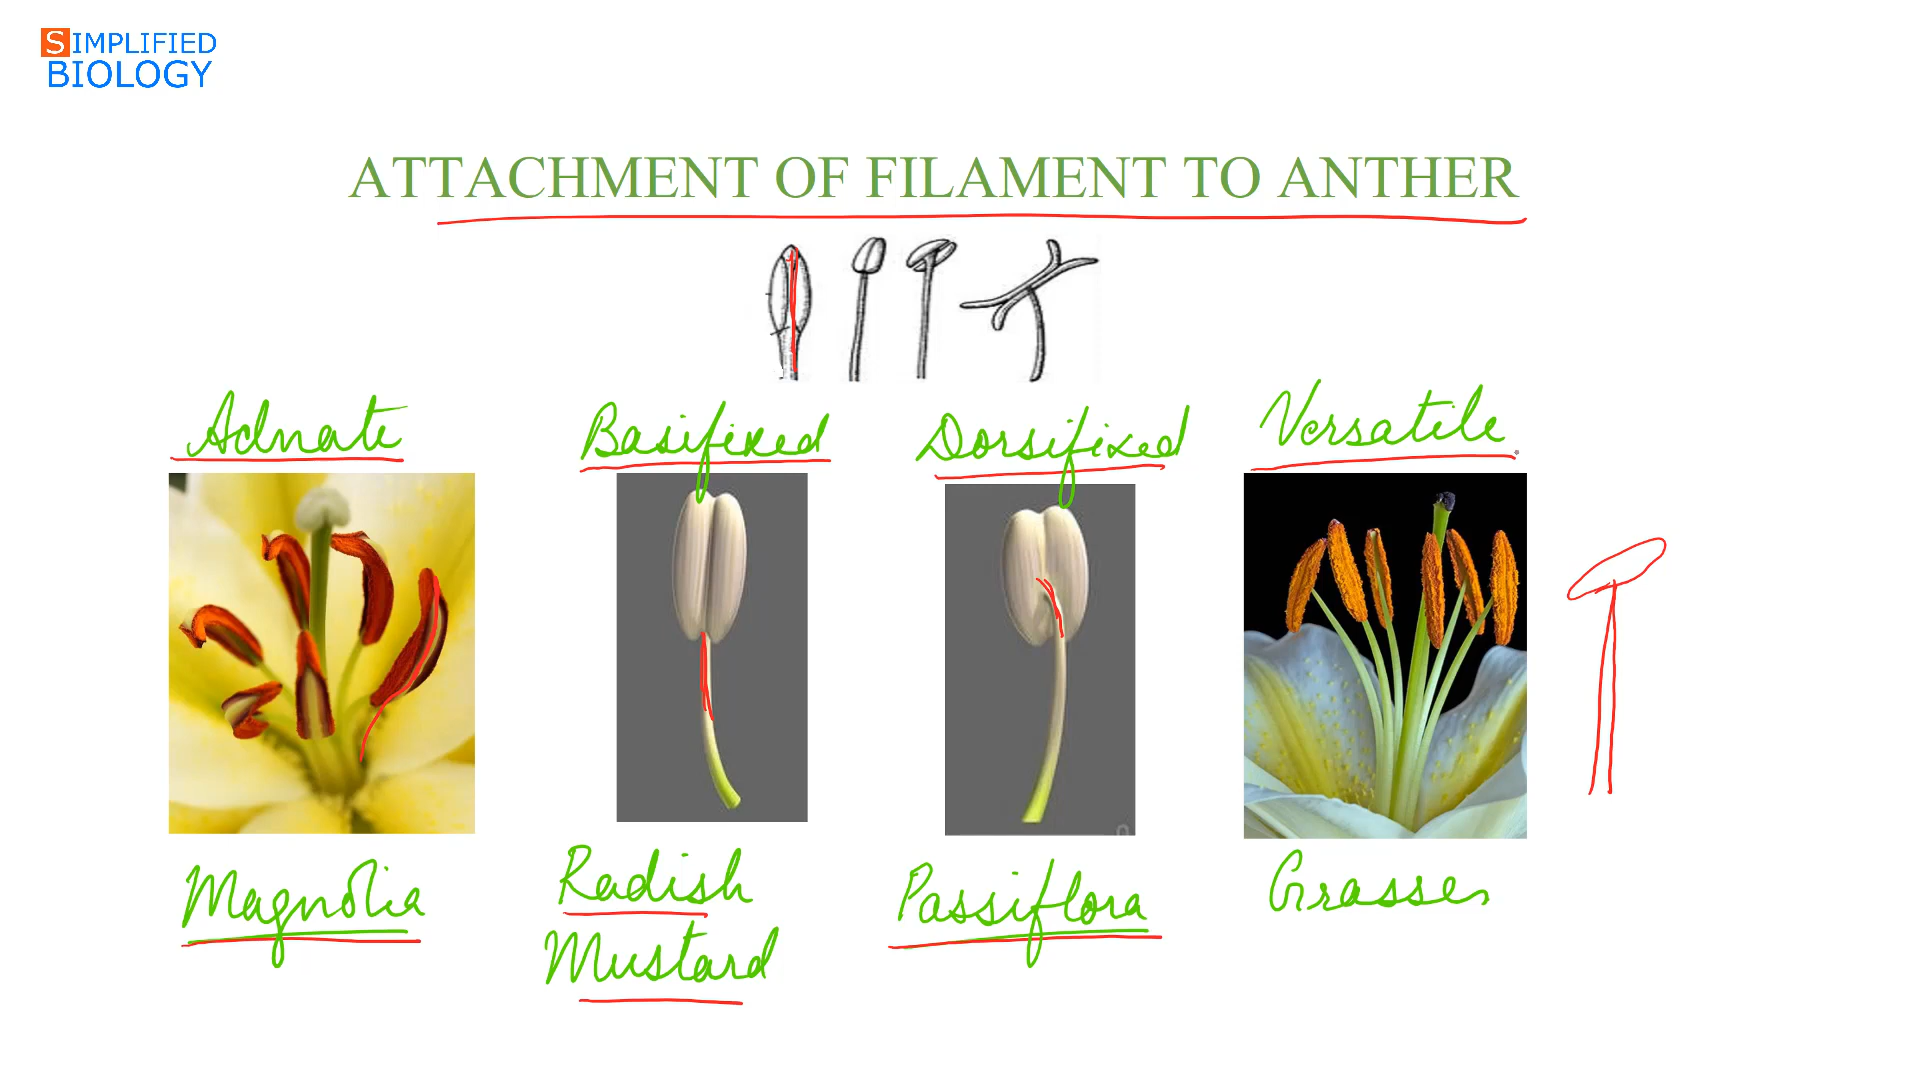 SIMPLIFIED
BIOLOGY
ATTACHMENT OF FILAMENT TO ANTHER
Adnate Basifixed Dorsifixed Versatile
Magnolia Radish Passiflora Grasses
Mustard